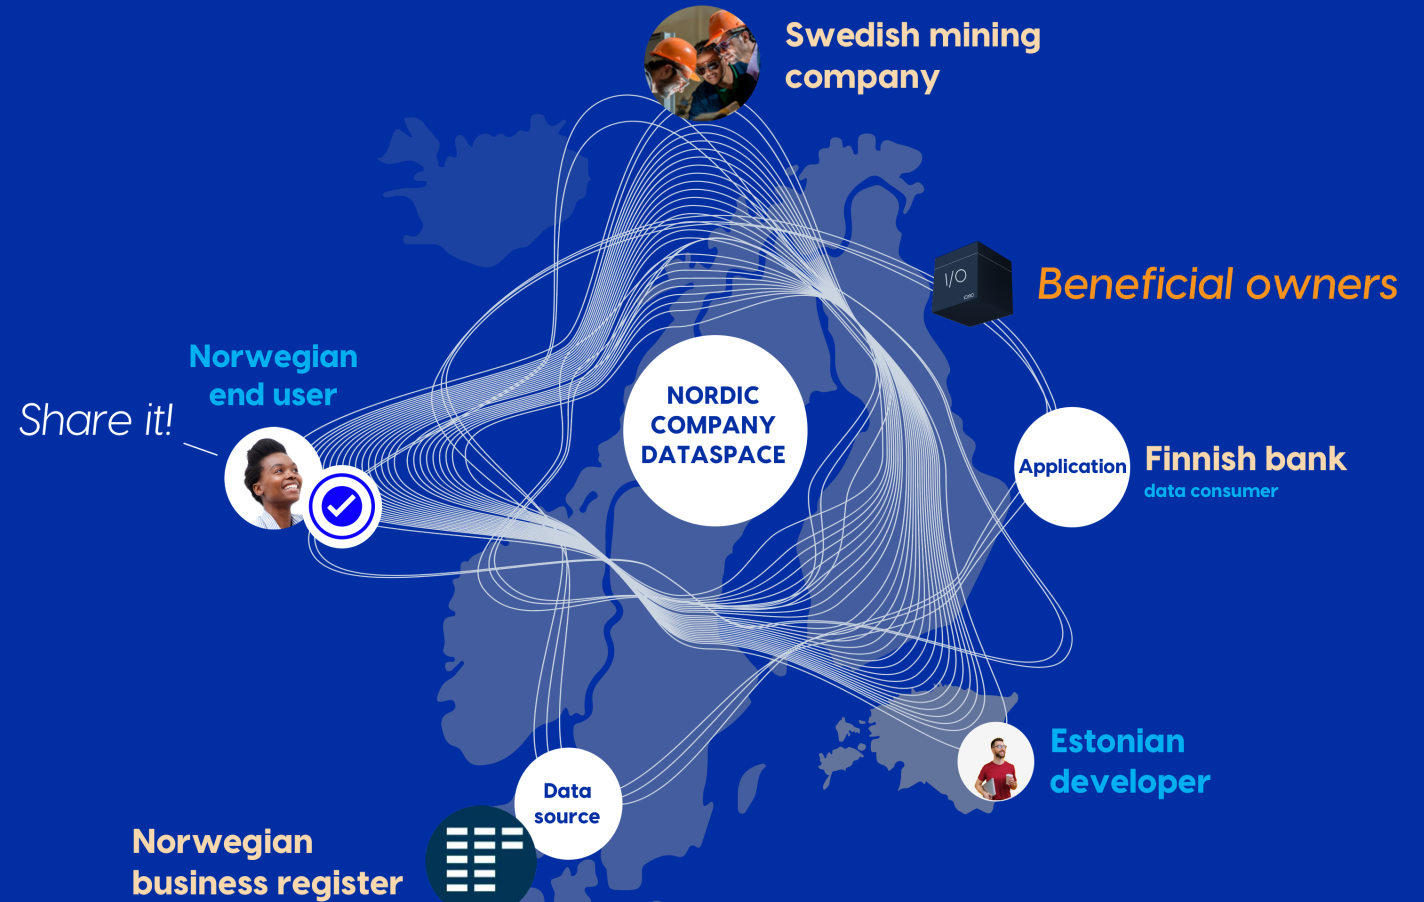 Swedish mining
company
I/O
Beneficial owners
Norwegian
end user
Share it!
NORDIC
COMPANY
DATASPACE
Application
Finnish bank
data consumer
Estonian
developer
Data
source
Norwegian
business register